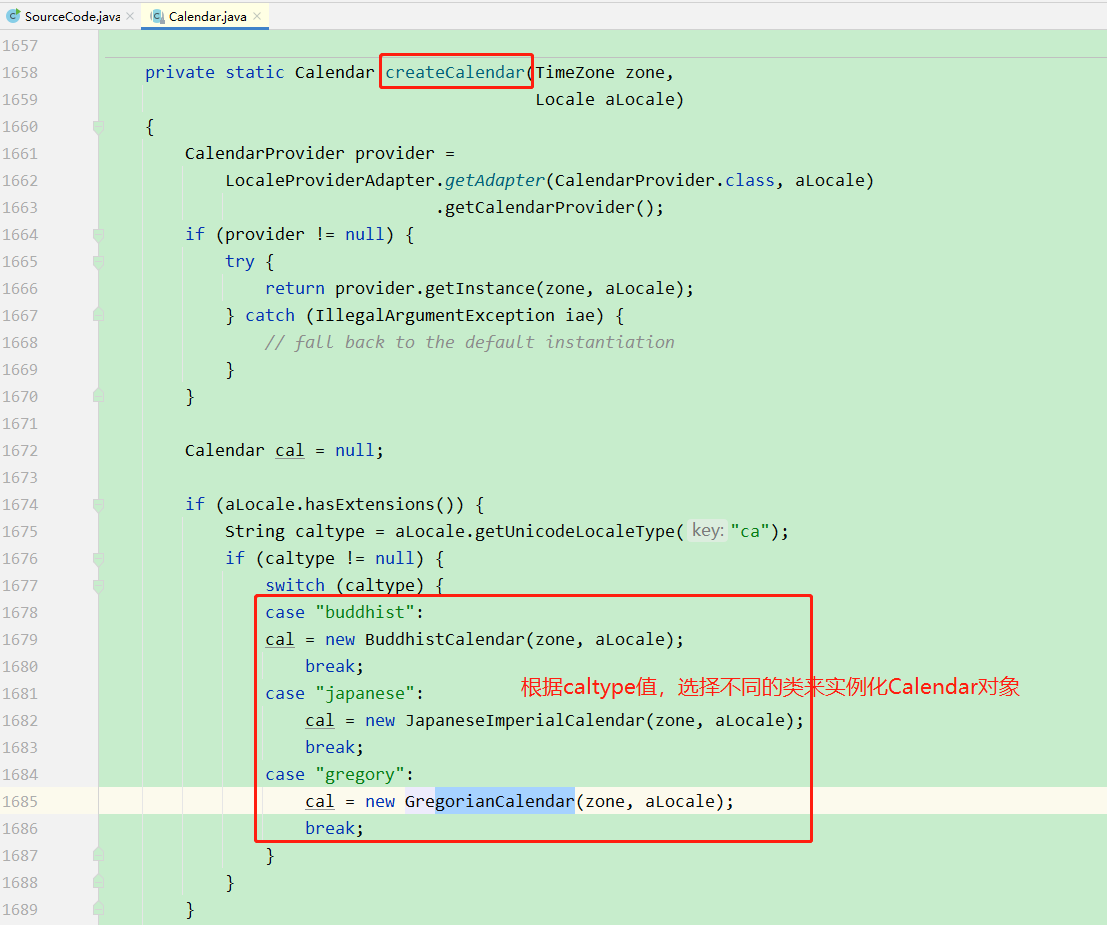 SourceCode.java × Calendar.java ×
1657
1658 private static Calendar createCalendar(TimeZone zone,
1659 Locale aLocale)
1660 {
1661 CalendarProvider provider =
1662 LocaleProviderAdapter.getAdapter(CalendarProvider.class, aLocale)
1663 .getCalendarProvider();
1664 if (provider != null) {
1665 try {
1666 return provider.getInstance(zone, aLocale);
1667 } catch (IllegalArgumentException iae) {
1668 // fall back to the default instantiation
1669 }
1670 }
1671
1672 Calendar cal = null;
1673
1674 if (aLocale.hasExtensions()) {
1675 String caltype = aLocale.getUnicodeLocaleType( key: "ca");
1676 if (caltype != null) {
1677 switch (caltype) {
1678 case "buddhist":
1679 cal = new BuddhistCalendar(zone, aLocale);
1680 break;
1681 case "japanese": 根据caltype值，选择不同的类来实例化Calendar对象
1682 cal = new JapaneseImperialCalendar(zone, aLocale);
1683 break;
1684 case "gregory":
1685 cal = new GregorianCalendar(zone, aLocale);
1686 break;
1687 }
1688 }
1689 }